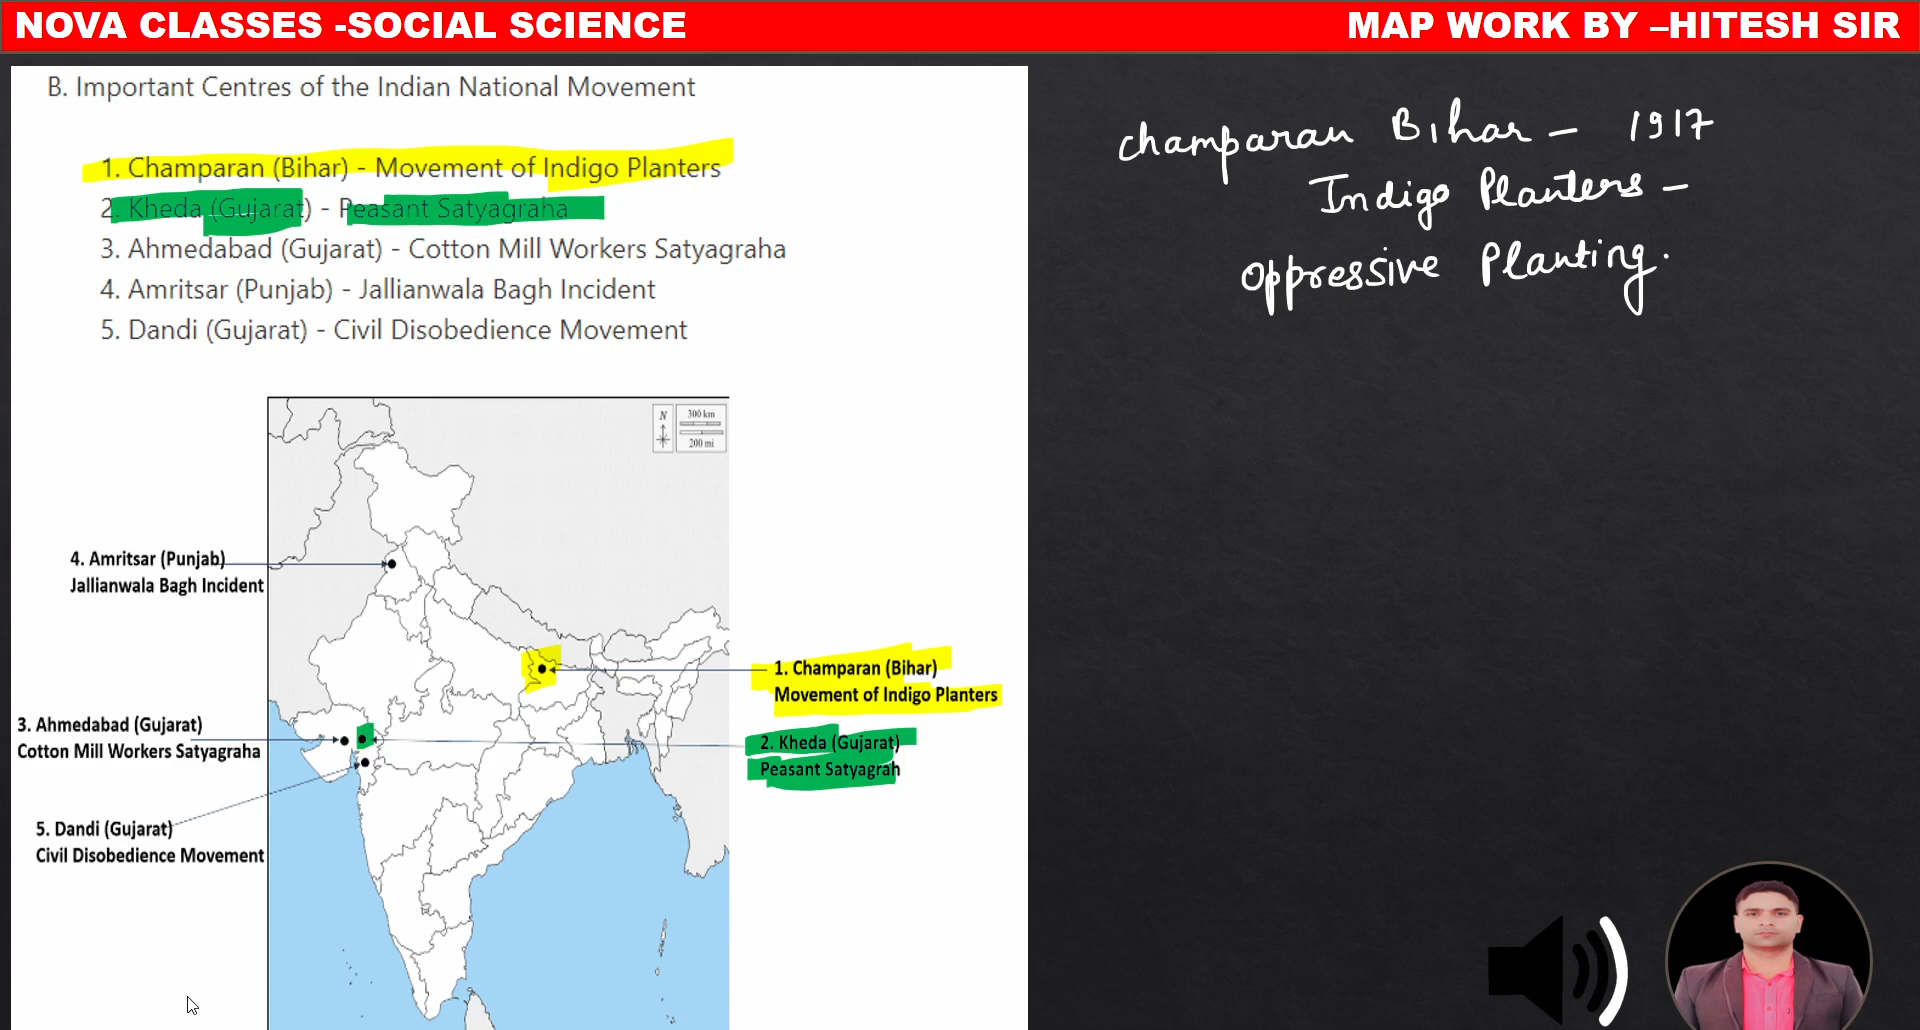 NOVA CLASSES -SOCIAL SCIENCE
MAP WORK BY –HITESH SIR
B. Important Centres of the Indian National Movement
1. Champaran (Bihar) - Movement of Indigo Planters
2. Kheda (Gujarat) - Peasant Satyagraha
3. Ahmedabad (Gujarat) - Cotton Mill Workers Satyagraha
4. Amritsar (Punjab) - Jallianwala Bagh Incident
5. Dandi (Gujarat) - Civil Disobedience Movement
champaran Bihar – 1917
Indigo Planters –
oppressive Planting.
N
300 km
200 mi
4. Amritsar (Punjab)
Jallianwala Bagh Incident
1. Champaran (Bihar)
Movement of Indigo Planters
3. Ahmedabad (Gujarat)
Cotton Mill Workers Satyagraha
2. Kheda (Gujarat)
Peasant Satyagrah
5. Dandi (Gujarat)
Civil Disobedience Movement